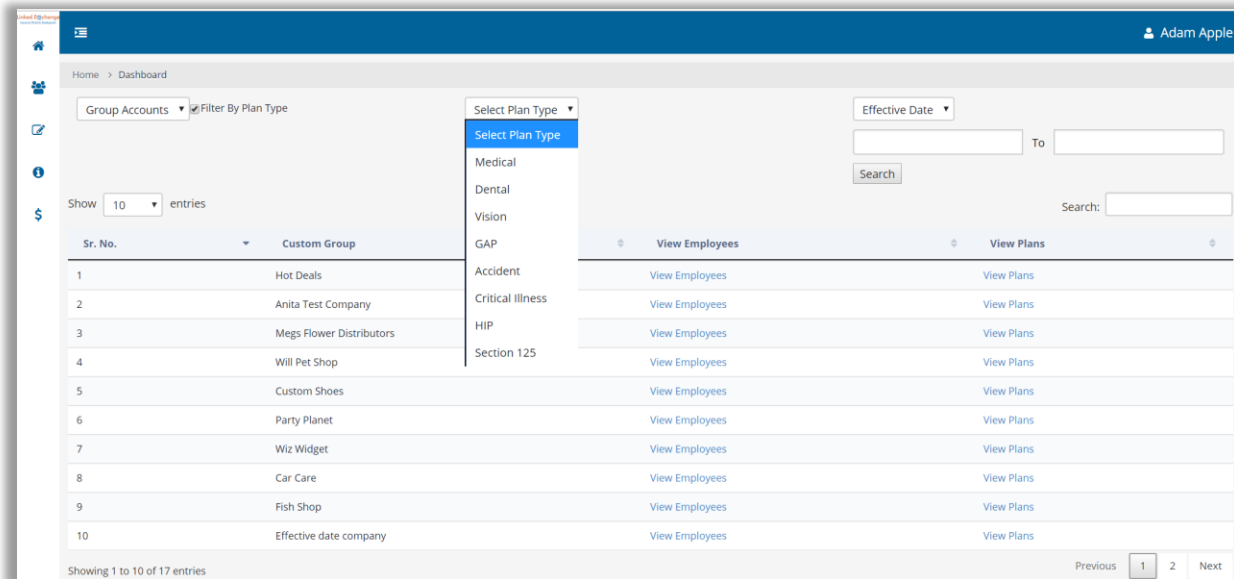 Adam Apple
Home > Dashboard
Group Accounts Filter By Plan Type Select Plan Type Effective Date
Select Plan Type
Medical
Dental
Vision
GAP
Accident
Critical Illness
HIP
Section 125
To
Search
Show 10 entries
Search:
Sr. No. Custom Group View Employees View Plans
1 Hot Deals View Employees View Plans
2 Anita Test Company View Employees View Plans
3 Megs Flower Distributors View Employees View Plans
4 Will Pet Shop View Employees View Plans
5 Custom Shoes View Employees View Plans
6 Party Planet View Employees View Plans
7 Wiz Widget View Employees View Plans
8 Car Care View Employees View Plans
9 Fish Shop View Employees View Plans
10 Effective date company View Employees View Plans
Showing 1 to 10 of 17 entries
Previous 1 2 Next